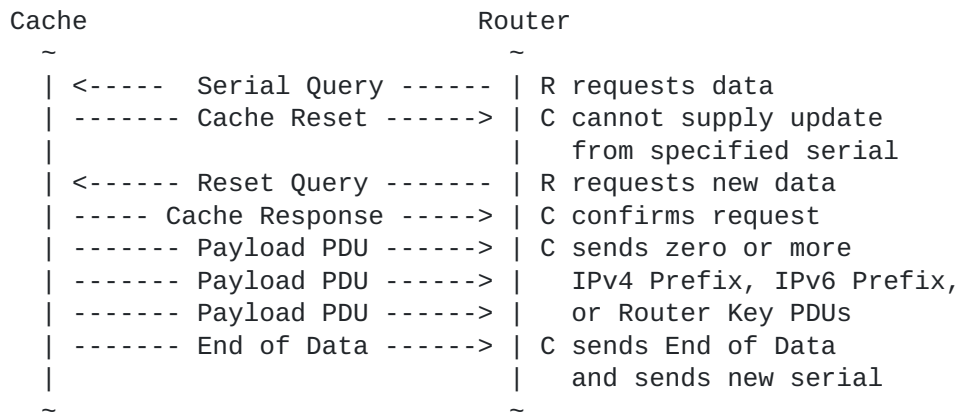 Cache                         Router
  ~                             ~
  | <-----  Serial Query ------ | R requests data
  | ------- Cache Reset ------> | C cannot supply update
  |                             |   from specified serial
  | <------ Reset Query ------- | R requests new data
  | ----- Cache Response -----> | C confirms request
  | ------- Payload PDU ------> | C sends zero or more
  | ------- Payload PDU ------> |   IPv4 Prefix, IPv6 Prefix,
  | ------- Payload PDU ------> |   or Router Key PDUs
  | ------- End of Data ------> | C sends End of Data
  |                             |   and sends new serial
  ~                             ~